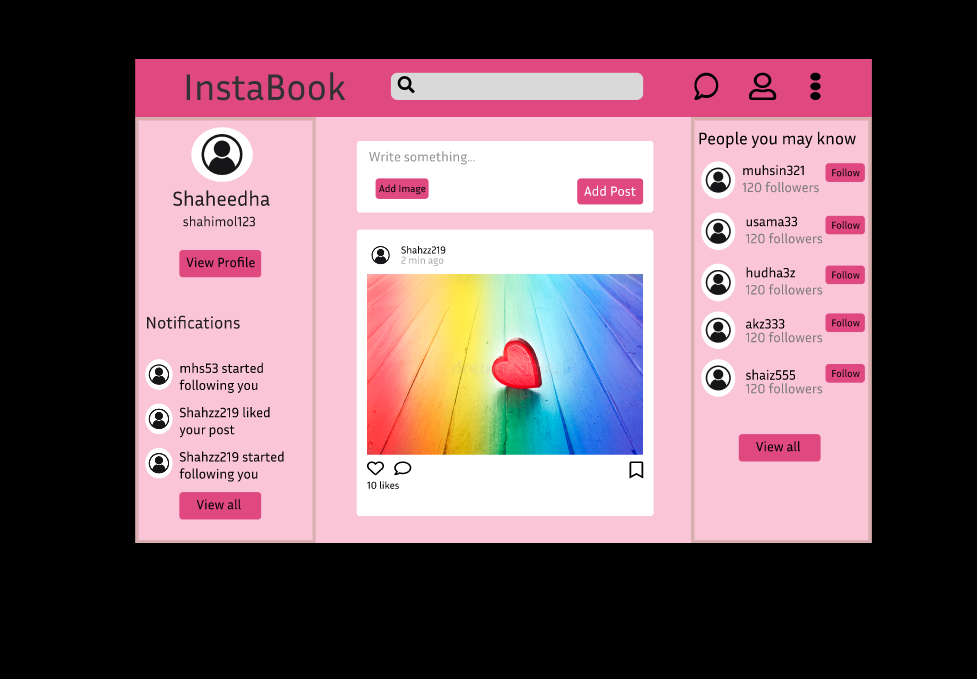 InstaBook
Shaheedha
shahimol123
View Profile
Notifications
mhs53 started
following you
Shahzz219 liked
your post
Shahzz219 started
following you
View all
Write something...
Add Image
Add Post
Shahzz219
2 min ago
10 likes
People you may know
muhsin321
120 followers
Follow
usama33
120 followers
Follow
hudha3z
120 followers
Follow
akz333
120 followers
Follow
shaiz555
120 followers
Follow
View all